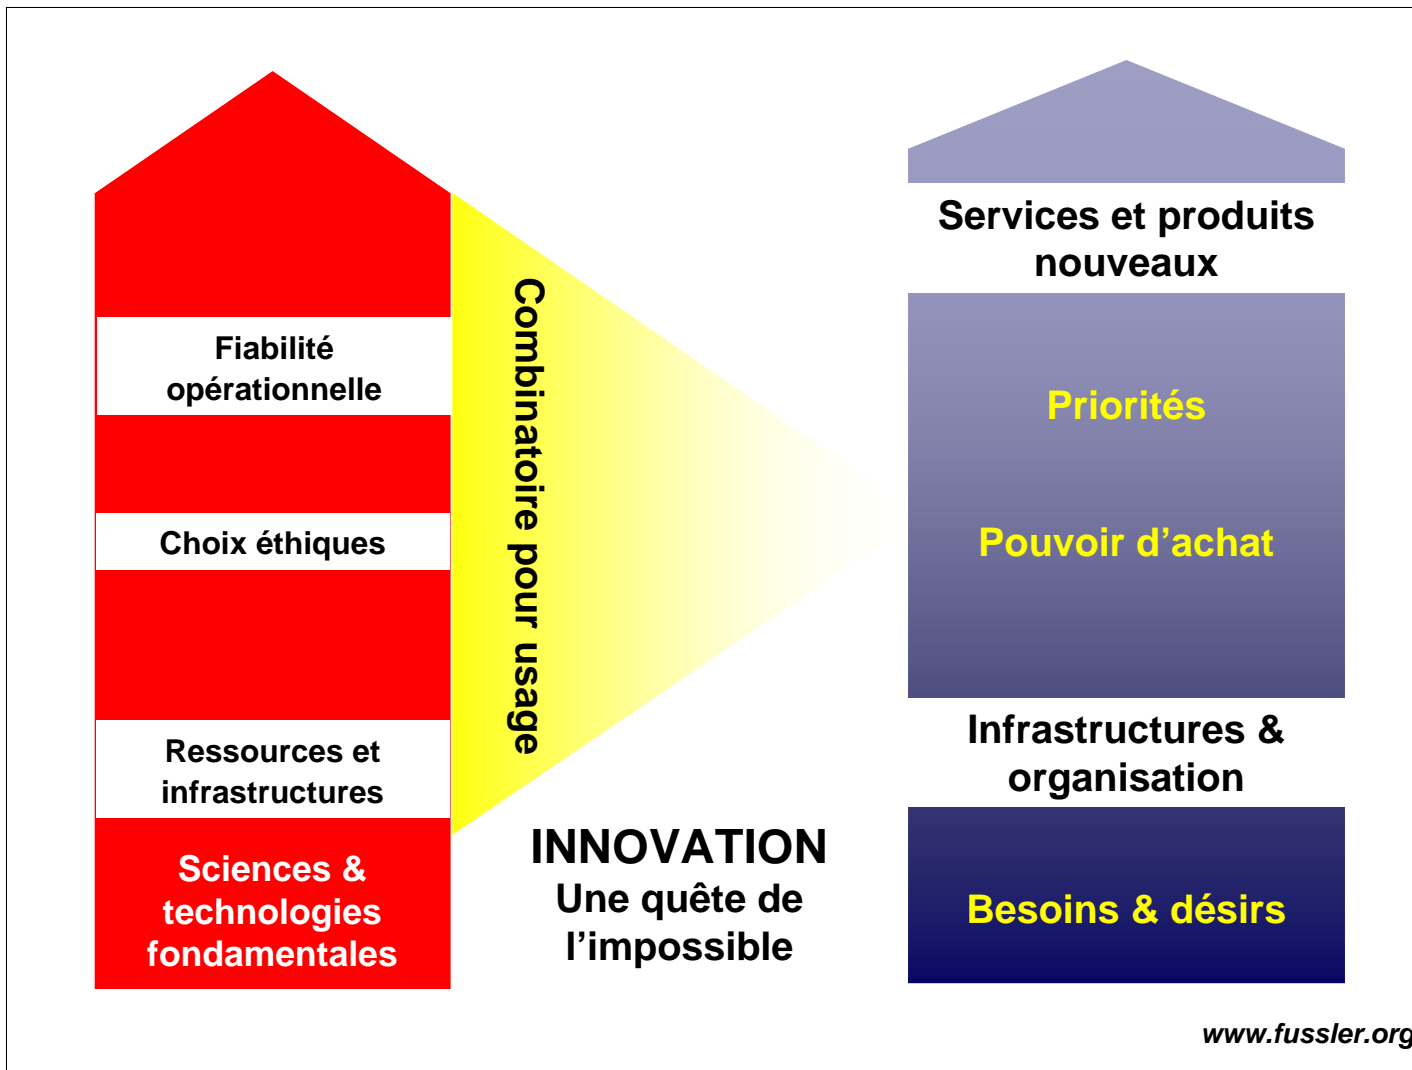 Fiabilité
opérationnelle
Choix éthiques
Ressources et
infrastructures
Sciences &
technologies
fondamentales
Combinatoire pour usage
INNOVATION
Une quête de
l’impossible
Services et produits
nouveaux
Priorités
Pouvoir d’achat
Infrastructures &
organisation
Besoins & désirs
www.fussler.org